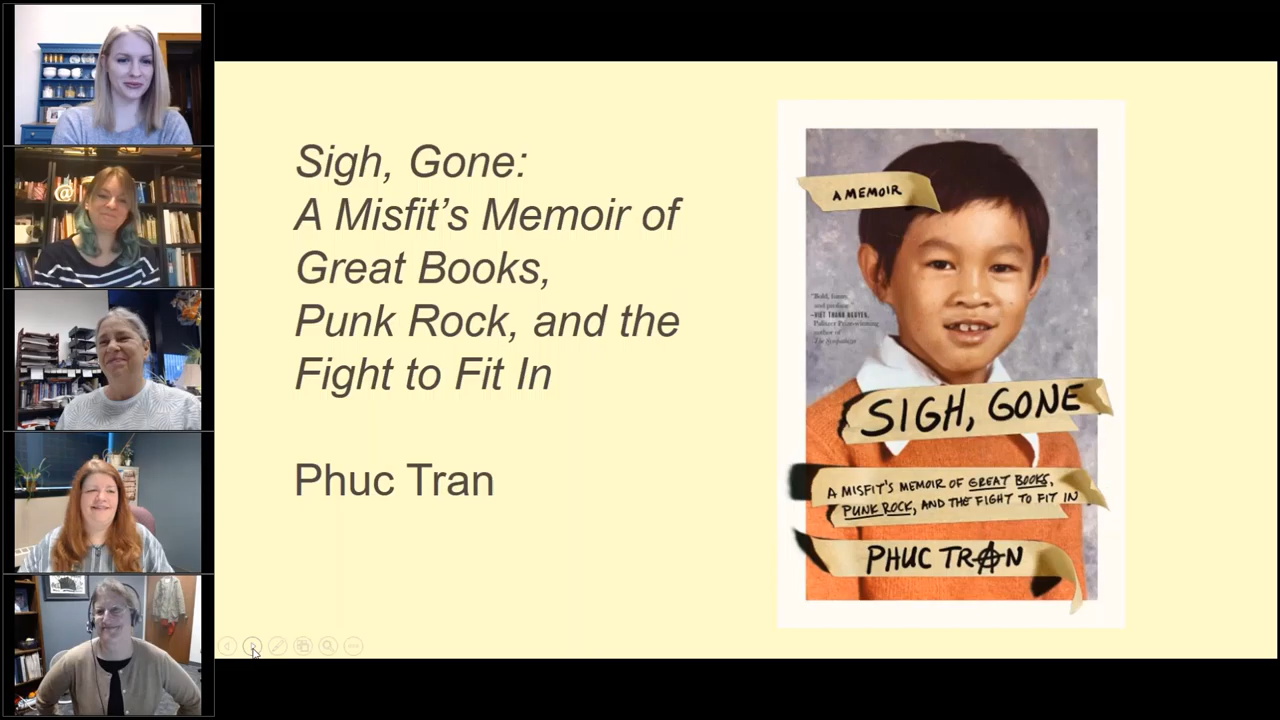 Sigh, Gone:
A Misfit’s Memoir of
Great Books,
Punk Rock, and the
Fight to Fit In
Phuc Tran
A MEMOIR
"Bold, funny,
and profane."
—VIET THANH NGUYEN,
Pulitzer Prize-winning
author of
The Sympathizer
SIGH, GONE
A MISFIT'S MEMOIR OF GREAT BOOKS,
PUNK ROCK, AND THE FIGHT TO FIT IN
PHUC TRAN
@